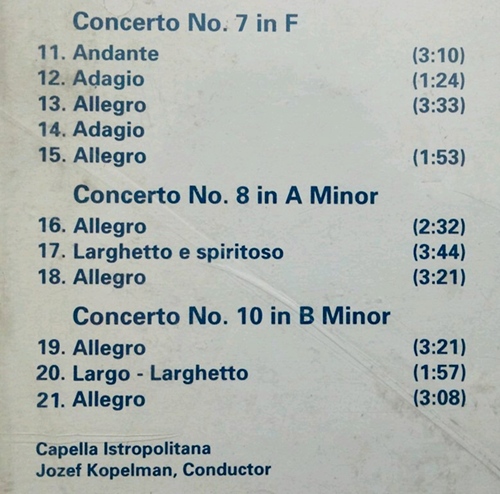 Concerto No. 7 in F
11. Andante (3:10)
12. Adagio (1:24)
13. Allegro (3:33)
14. Adagio
15. Allegro (1:53)
Concerto No. 8 in A Minor
16. Allegro (2:32)
17. Larghetto e spiritoso (3:44)
18. Allegro (3:21)
Concerto No. 10 in B Minor
19. Allegro (3:21)
20. Largo - Larghetto (1:57)
21. Allegro (3:08)
Capella Istropolitana
Jozef Kopelman, Conductor